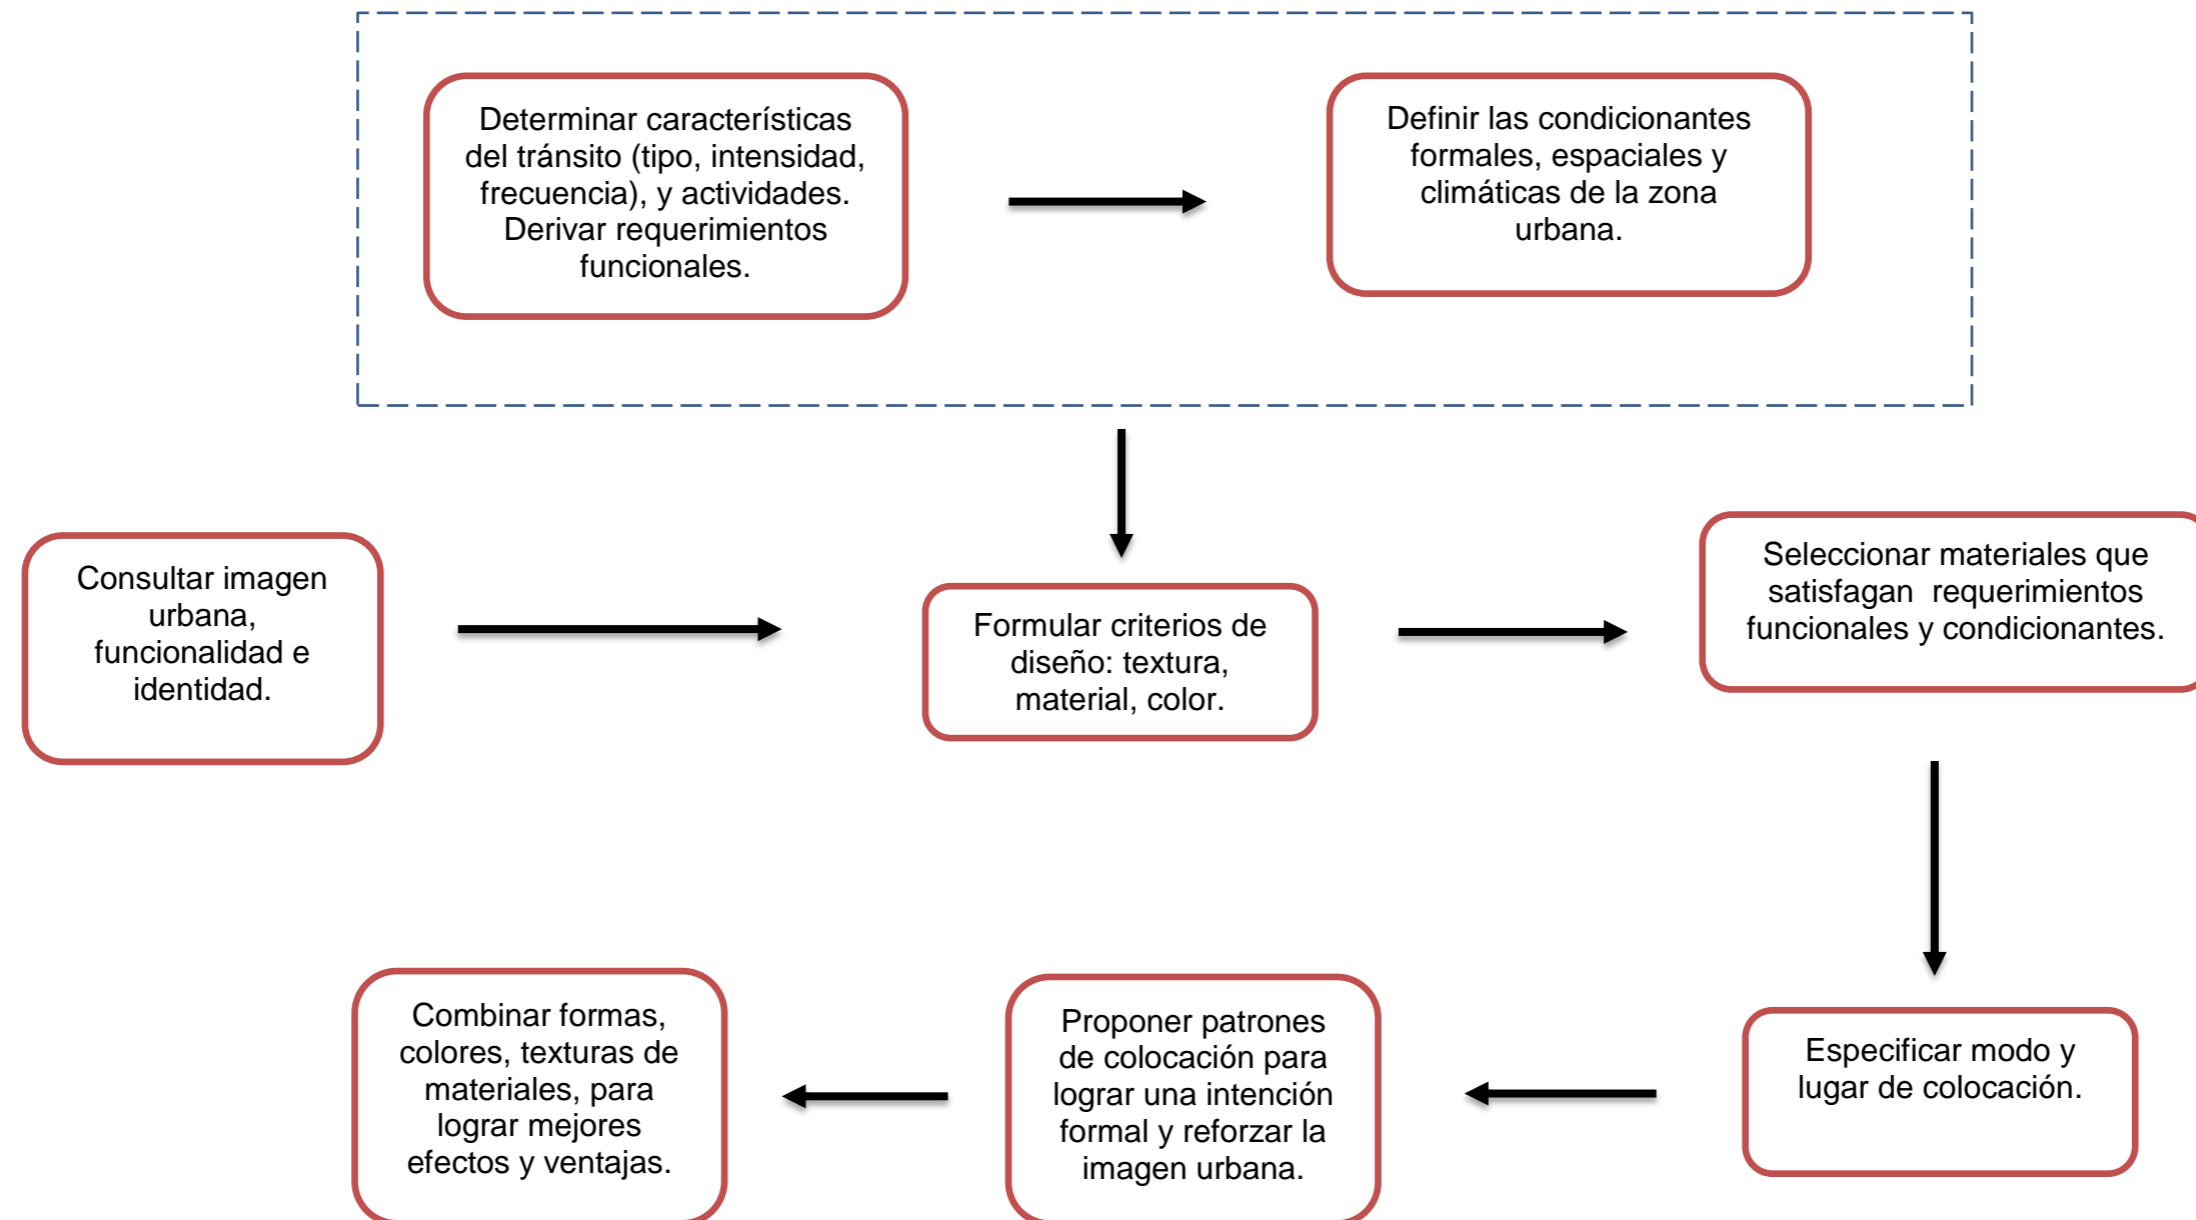 Determinar características
del tránsito (tipo, intensidad,
frecuencia), y actividades.
Derivar requerimientos
funcionales.
Definir las condicionantes
formales, espaciales y
climáticas de la zona
urbana.
Consultar imagen
urbana,
funcionalidad e
identidad.
Formular criterios de
diseño: textura,
material, color.
Seleccionar materiales que
satisfagan  requerimientos
funcionales y condicionantes.
Especificar modo y
lugar de colocación.
Proponer patrones
de colocación para
lograr una intención
formal y reforzar la
imagen urbana.
Combinar formas,
colores, texturas de
materiales, para
lograr mejores
efectos y ventajas.